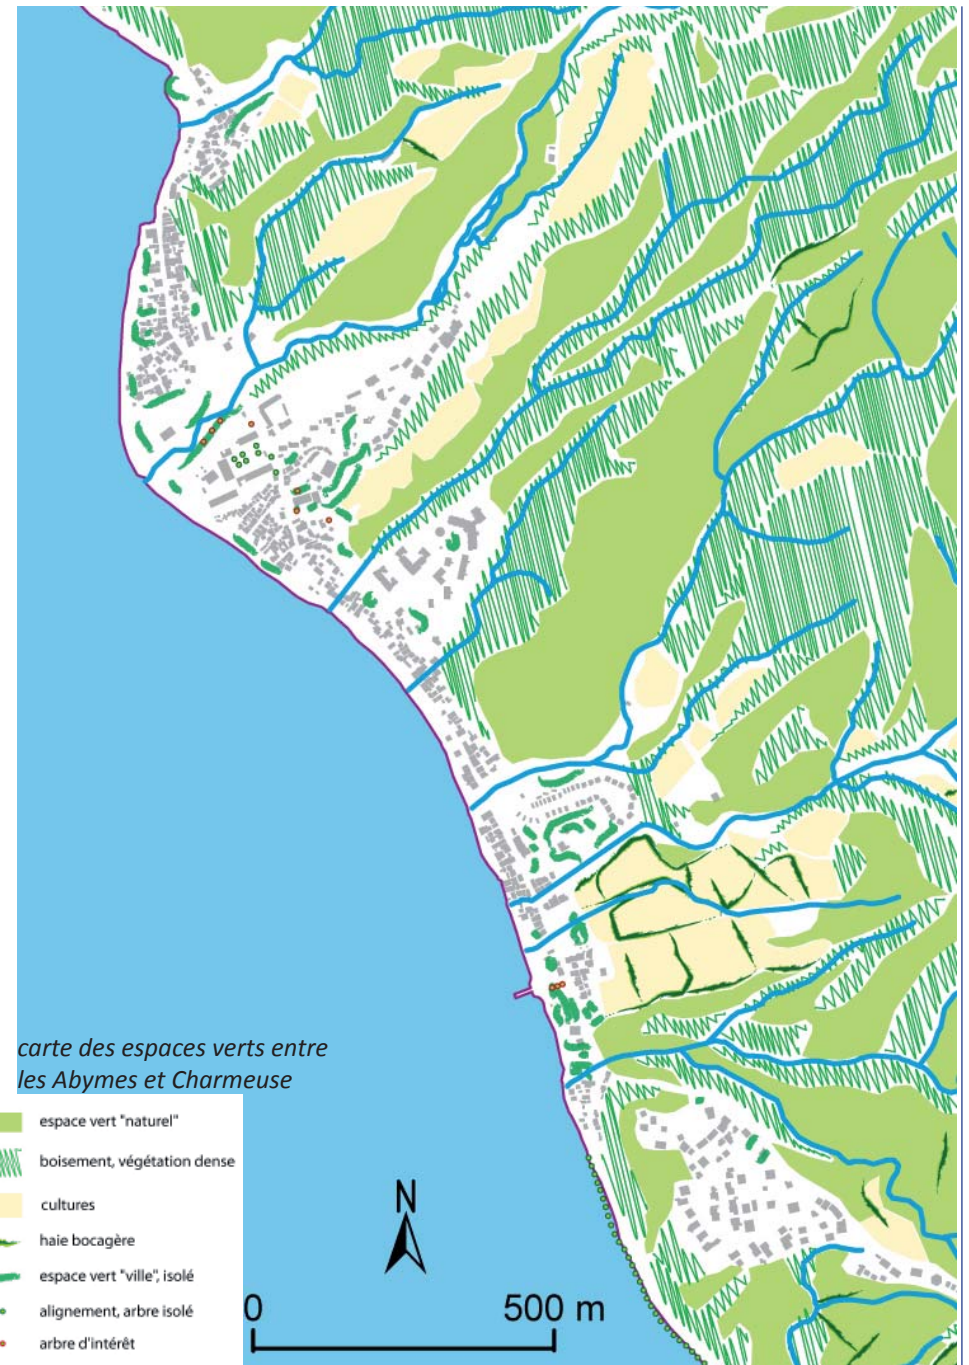 carte des espaces verts entre
les Abymes et Charmeuse
espace vert "naturel"
boisement, végétation dense
cultures
haie bocagère
espace vert "ville", isolé
alignement, arbre isolé
arbre d'intérêt
N
0 500 m